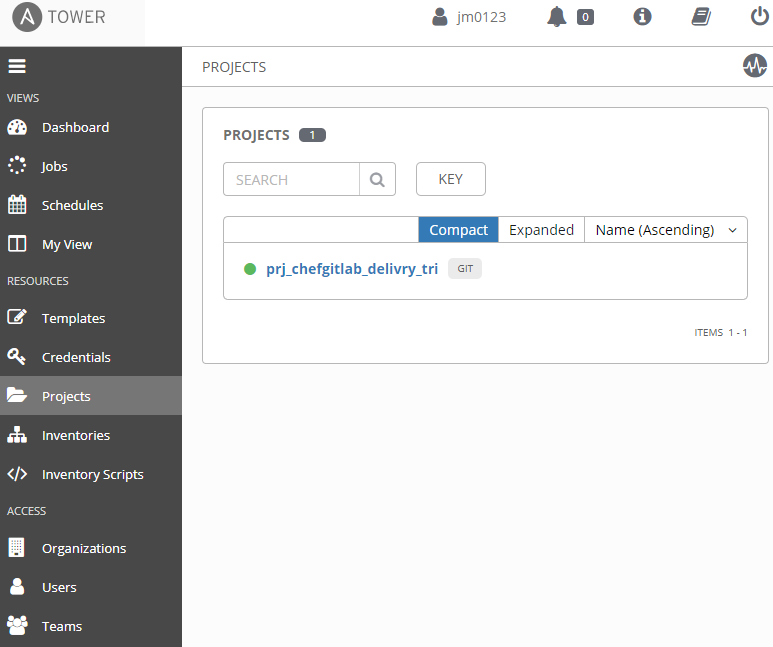 A TOWER
jm0123
0
PROJECTS
VIEWS
Dashboard
Jobs
Schedules
My View
RESOURCES
Templates
Credentials
Projects
Inventories
Inventory Scripts
ACCESS
Organizations
Users
Teams
PROJECTS 1
SEARCH
KEY
Compact Expanded Name (Ascending)
prj_chefgitlab_delivry_tri GIT
ITEMS 1 - 1